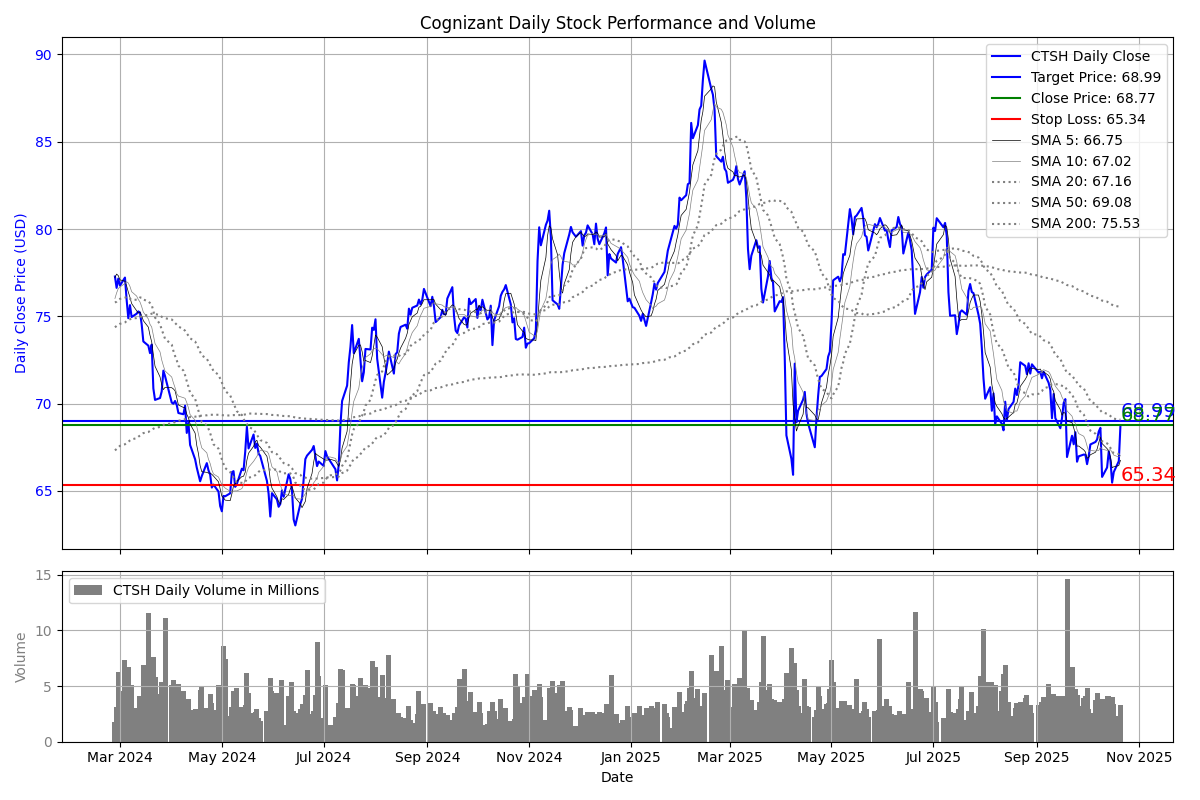 Cognizant Daily Stock Performance and Volume
90
85
80
75
70
65
Daily Close Price (USD)
CTSH Daily Close
Target Price: 68.99
Close Price: 68.77
Stop Loss: 65.34
SMA 5: 66.75
SMA 10: 67.02
SMA 20: 67.16
SMA 50: 69.08
SMA 200: 75.53
68.99
68.77
65.34
15
10
5
0
Volume
CTSH Daily Volume in Millions
Mar 2024 May 2024 Jul 2024 Sep 2024 Nov 2024 Jan 2025 Mar 2025 May 2025 Jul 2025 Sep 2025 Nov 2025
Date